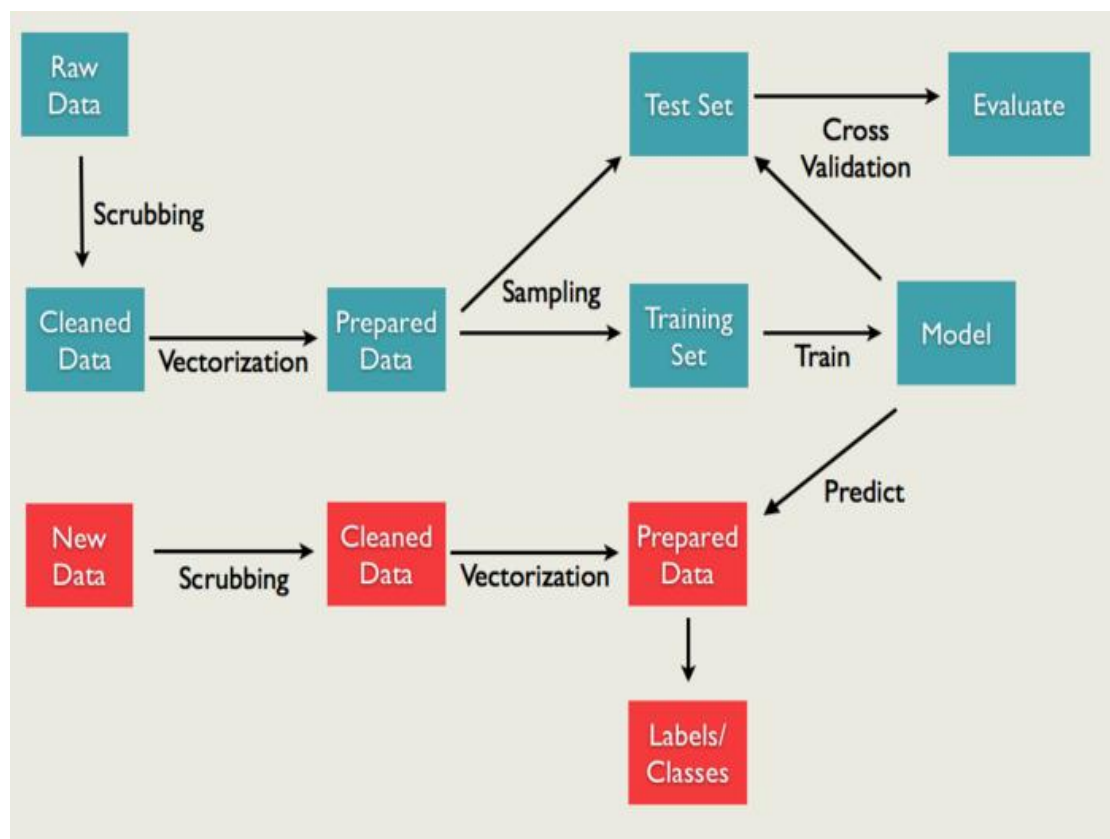 Raw
Data
Test Set
Evaluate
Cross
Validation
Scrubbing
Cleaned
Data
Vectorization
Prepared
Data
Sampling
Training
Set
Train
Model
Predict
New
Data
Scrubbing
Cleaned
Data
Vectorization
Prepared
Data
Labels/
Classes